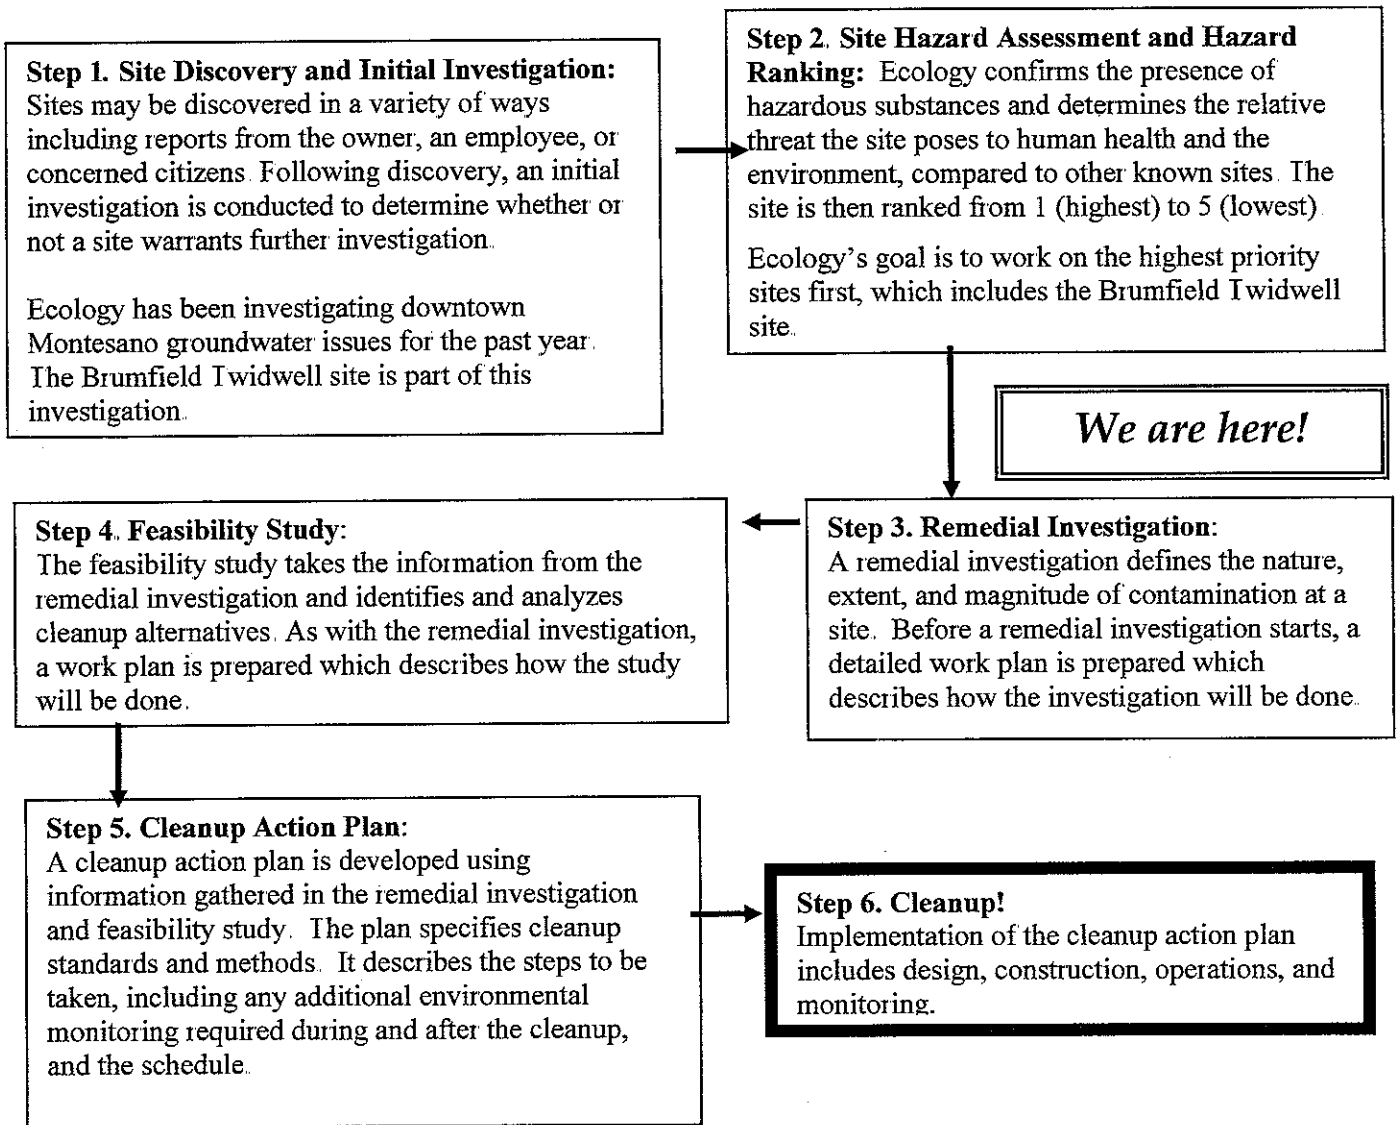 Step 1. Site Discovery and Initial Investigation:
Sites may be discovered in a variety of ways
including reports from the owner, an employee, or
concerned citizens. Following discovery, an initial
investigation is conducted to determine whether or
not a site warrants further investigation.
Ecology has been investigating downtown
Montesano groundwater issues for the past year.
The Brumfield Twidwell site is part of this
investigation.
Step 2. Site Hazard Assessment and Hazard
Ranking: Ecology confirms the presence of
hazardous substances and determines the relative
threat the site poses to human health and the
environment, compared to other known sites. The
site is then ranked from 1 (highest) to 5 (lowest)
Ecology's goal is to work on the highest priority
sites first, which includes the Brumfield Twidwell
site.
We are here!
Step 3. Remedial Investigation:
A remedial investigation defines the nature,
extent, and magnitude of contamination at a
site. Before a remedial investigation starts, a
detailed work plan is prepared which
describes how the investigation will be done.
Step 4. Feasibility Study:
The feasibility study takes the information from the
remedial investigation and identifies and analyzes
cleanup alternatives. As with the remedial investigation,
a work plan is prepared which describes how the study
will be done.
Step 5. Cleanup Action Plan:
A cleanup action plan is developed using
information gathered in the remedial investigation
and feasibility study. The plan specifies cleanup
standards and methods. It describes the steps to be
taken, including any additional environmental
monitoring required during and after the cleanup,
and the schedule.
Step 6. Cleanup!
Implementation of the cleanup action plan
includes design, construction, operations, and
monitoring.